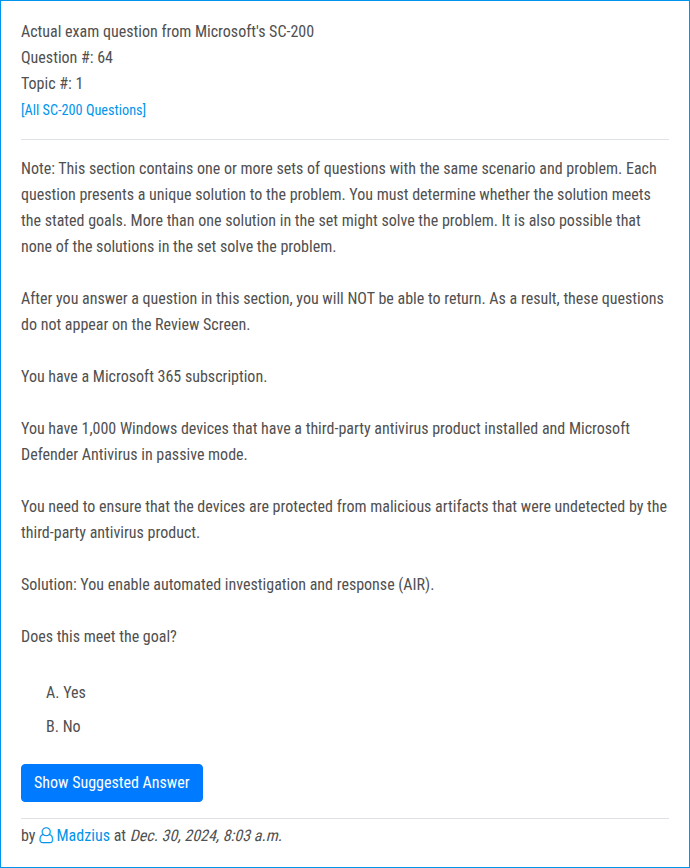 Actual exam question from Microsoft's SC-200
Question #: 64
Topic #: 1
[All SC-200 Questions]
Note: This section contains one or more sets of questions with the same scenario and problem. Each
question presents a unique solution to the problem. You must determine whether the solution meets
the stated goals. More than one solution in the set might solve the problem. It is also possible that
none of the solutions in the set solve the problem.
After you answer a question in this section, you will NOT be able to return. As a result, these questions
do not appear on the Review Screen.
You have a Microsoft 365 subscription.
You have 1,000 Windows devices that have a third-party antivirus product installed and Microsoft
Defender Antivirus in passive mode.
You need to ensure that the devices are protected from malicious artifacts that were undetected by the
third-party antivirus product.
Solution: You enable automated investigation and response (AIR).
Does this meet the goal?
A. Yes
B. No
Show Suggested Answer
by Madzius at Dec. 30, 2024, 8:03 a.m.